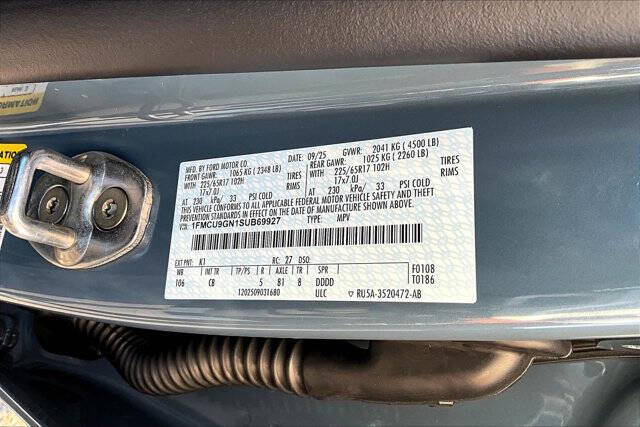 MFD. BY FORD MOTOR CO.
DATE: 09/25 GVWR: 2041 KG ( 4500 LB)
FRONT GAWR: 1065 KG ( 2348 LB) REAR GAWR: 1025 KG ( 2260 LB)
WITH 225/65R17 102H TIRES WITH 225/65R17 102H TIRES
17x7.0J RIMS 17x7.0J RIMS
AT 230 kPa/ 33 PSI COLD AT 230 kPa/ 33 PSI COLD
THIS VEHICLE CONFORMS TO ALL APPLICABLE FEDERAL MOTOR VEHICLE
SAFETY AND THEFT PREVENTION STANDARDS IN EFFECT ON THE DATE OF MANUFACTURE SHOWN ABOVE.
VIN: 1FMCU9GN1SUB69927 TYPE: MPV
EXT PNT: K1 RC: 27 DSO:
WB INT TR TP/PS R AXLE TR SPR F0108
106 CB 5 B1 8 DDDD T0186
1202509031680 ULC RU5A-3520472-AB